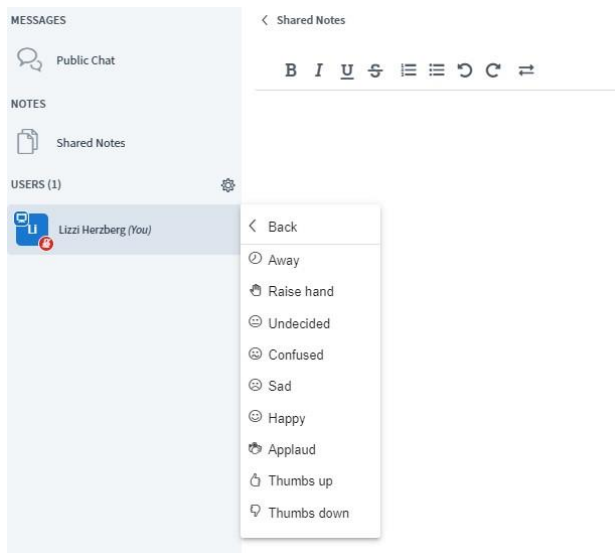 MESSAGES
Public Chat
NOTES
Shared Notes
USERS (1)
Li
Lizzi Herzberg (You)
Shared Notes
B I U S
Back
Away
Raise hand
Undecided
Confused
Sad
Happy
Applaud
Thumbs up
Thumbs down